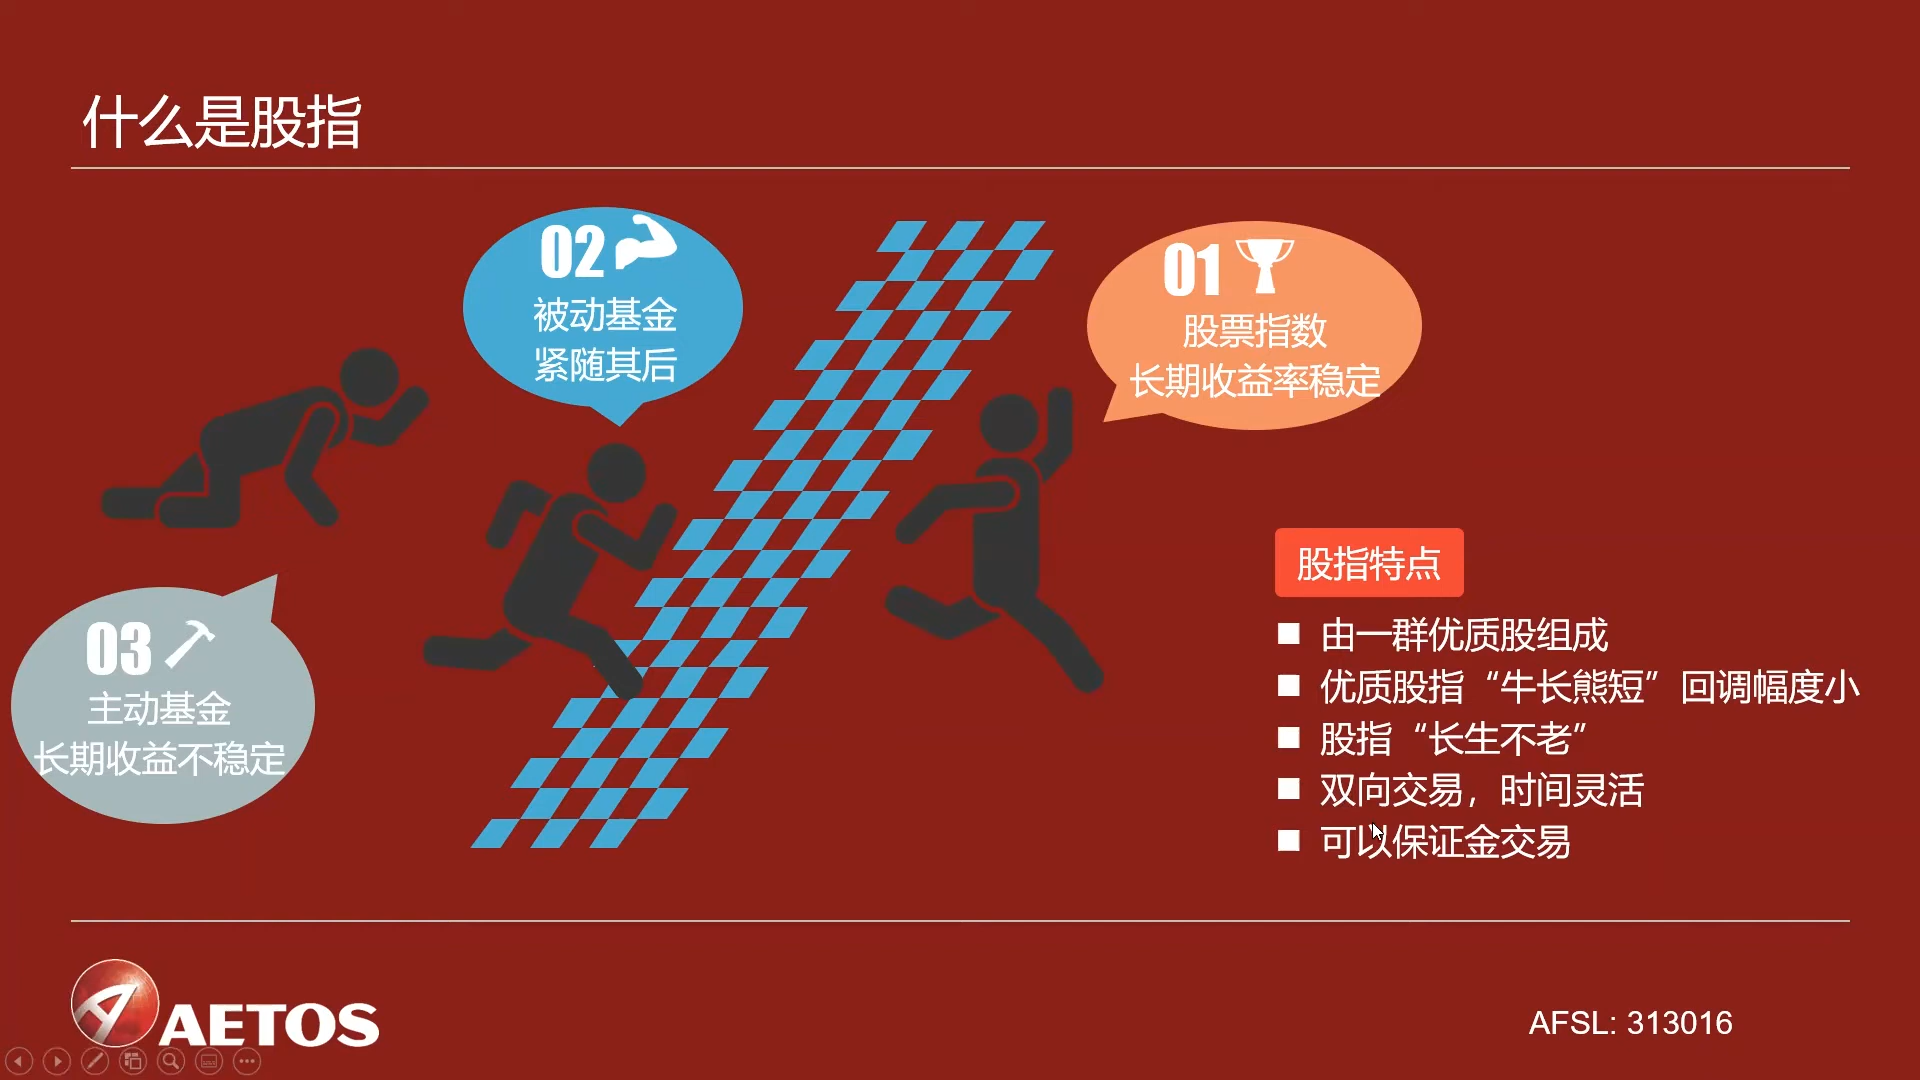 什么是股指
02
被动基金
紧随其后
01
股票指数
长期收益率稳定
03
主动基金
长期收益不稳定
股指特点
由一群优质股组成
优质股指“牛长熊短”回调幅度小
股指“长生不老”
双向交易，时间灵活
可以保证金交易
AETOS
AFSL: 313016